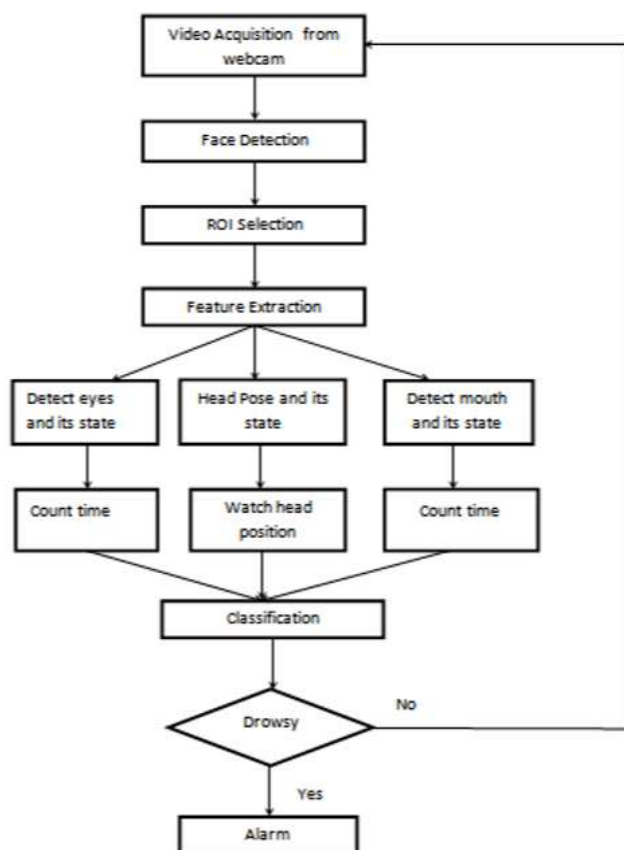 Video Acquisition from
webcam
Face Detection
ROI Selection
Feature Extraction
Detect eyes
and its state
Head Pose and its
state
Detect mouth
and its state
Count time
Watch head
position
Count time
Classification
Drowsy
No
Yes
Alarm